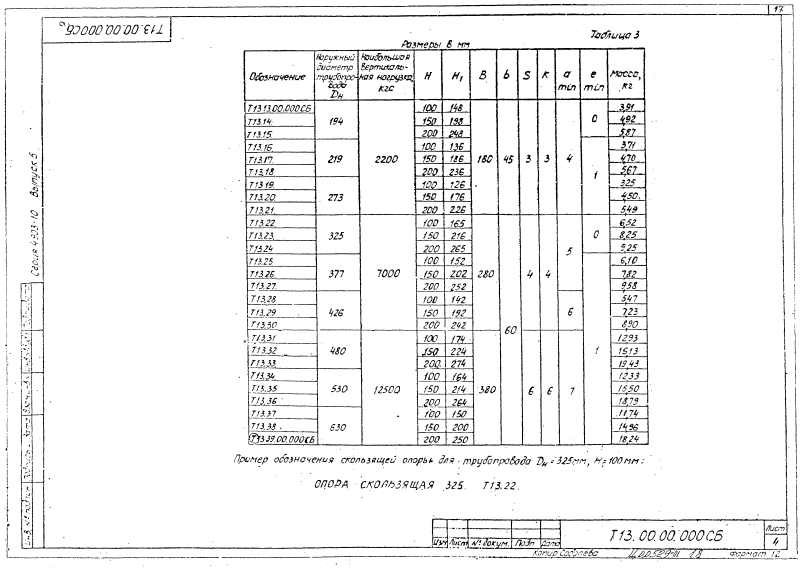 17
Т13.00.00.000СБ
Таблица 3
Размеры в мм
Обозначение | Наружный диаметр трубопровода Dн | Наибольшая вертикальная нагрузка, кгс | H | H1 | B | b | S | K | a min | e min | Масса, кг
Т13.13.00.000СБ | 194 | 2200 | 100 | 148 | 180 | 45 | 3 | 3 | 4 | 0 | 3,91
Т13.14. | 150 | 198 | 4,92
Т13.15. | 200 | 248 | 5,87
Т13.16. | 219 | 100 | 136 | 1 | 3,71
Т13.17. | 150 | 186 | 4,70
Т13.18. | 200 | 236 | 5,67
Т13.19. | 273 | 100 | 126 | 3,25
Т13.20. | 150 | 176 | 4,50
Т13.21. | 200 | 226 | 5,49
Т13.22. | 325 | 7000 | 100 | 165 | 280 | 60 | 4 | 4 | 5 | 0 | 6,52
Т13.23. | 150 | 216 | 8,25
Т13.24 | 200 | 265 | 9,25
Т13.25 | 377 | 100 | 152 | 1 | 6,10
Т13.26. | 150 | 202 | 7,82
Т13.27. | 200 | 252 | 9,58
Т13.28. | 426 | 100 | 142 | 6 | 5,47
Т13.29. | 150 | 192 | 7,23
Т13.30. | 200 | 242 | 8,90
Т13.31 | 480 | 12500 | 100 | 174 | 380 | 6 | 6 | 7 | 12,93
Т13.32 | 150 | 224 | 16,13
Т13.33. | 200 | 274 | 19,43
Т13.34. | 530 | 100 | 164 | 12,33
Т13.35 | 150 | 214 | 15,50
Т13.36. | 200 | 264 | 18,79
Т13.37 | 630 | 100 | 150 | 11,74
Т13.38. | 150 | 200 | 14,96
Т13.39.00.000СБ | 200 | 250 | 18,24
Пример обозначения скользящей опоры для трубопровода Dн = 325мм, H = 100мм:
ОПОРА СКОЛЬЗЯЩАЯ 325. Т13.22.
Серия 4.903-10 Выпуск 5
Инв. № подлин.
Изм Лист № докум. Подп Дата
Т13.00.00.000СБ
Лист
4
Копир
18
Формат 12